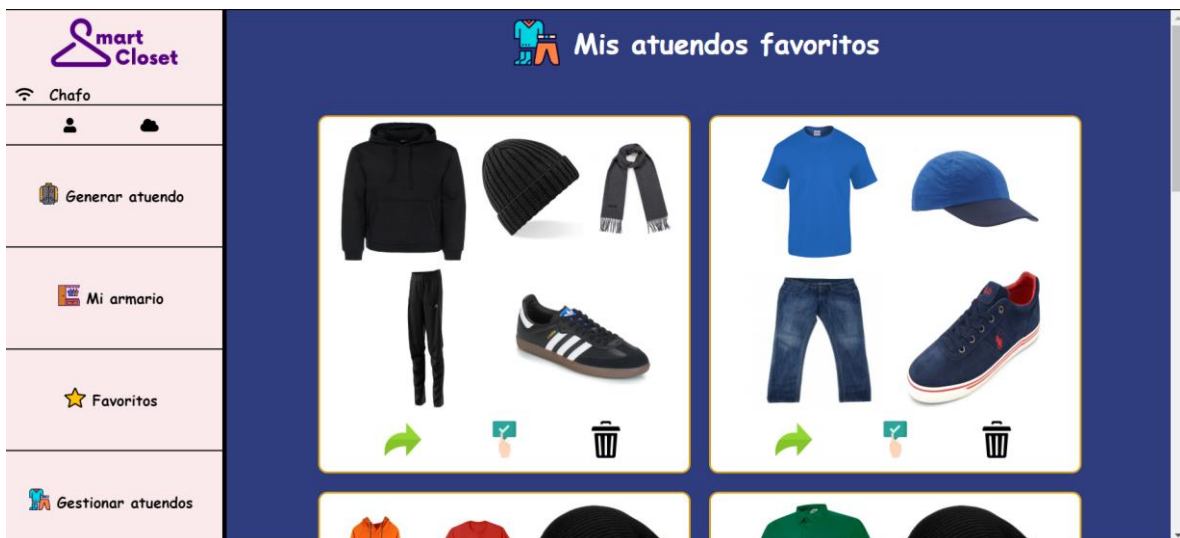 Smart
Closet
Chafo
Generar atuendo
Mi armario
Favoritos
Gestionar atuendos
Mis atuendos favoritos